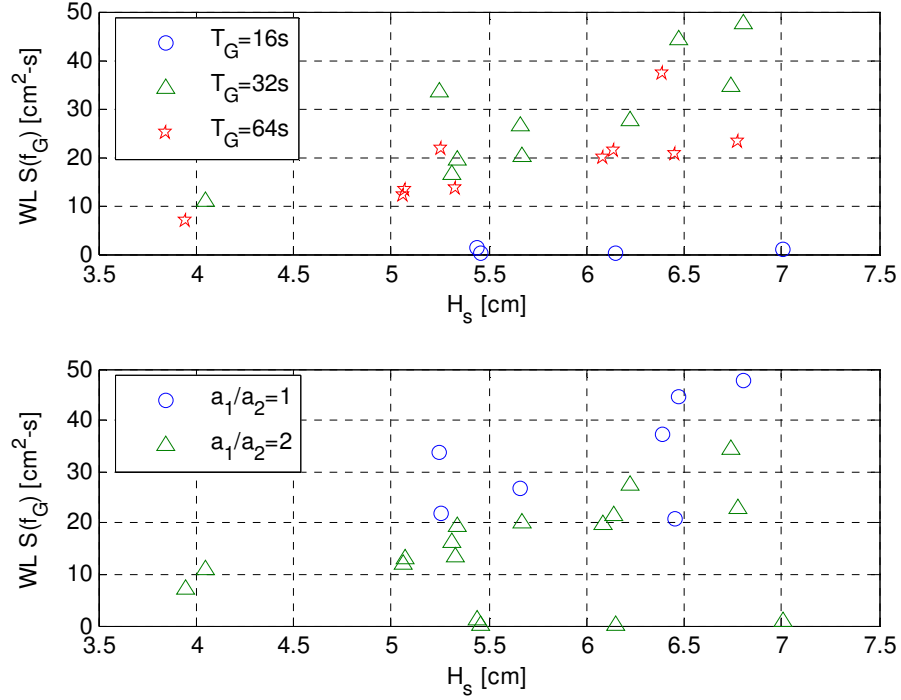 50
40
30
20
10
0
WL S(f_G) [cm²-s]
T_G=16s
T_G=32s
T_G=64s
3.5 4 4.5 5 5.5 6 6.5 7 7.5
H_s [cm]
50
40
30
20
10
0
WL S(f_G) [cm²-s]
a_1/a_2=1
a_1/a_2=2
3.5 4 4.5 5 5.5 6 6.5 7 7.5
H_s [cm]